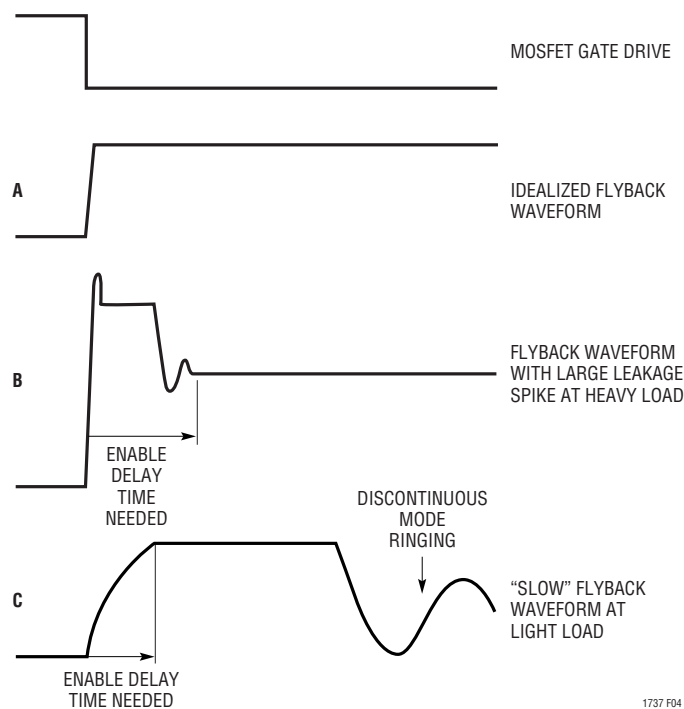 MOSFET GATE DRIVE
A
IDEALIZED FLYBACK
WAVEFORM
B
FLYBACK WAVEFORM
WITH LARGE LEAKAGE
SPIKE AT HEAVY LOAD
ENABLE
DELAY
TIME
NEEDED
DISCONTINUOUS
MODE
RINGING
C
“SLOW” FLYBACK
WAVEFORM AT
LIGHT LOAD
ENABLE DELAY
TIME NEEDED
1737 F04